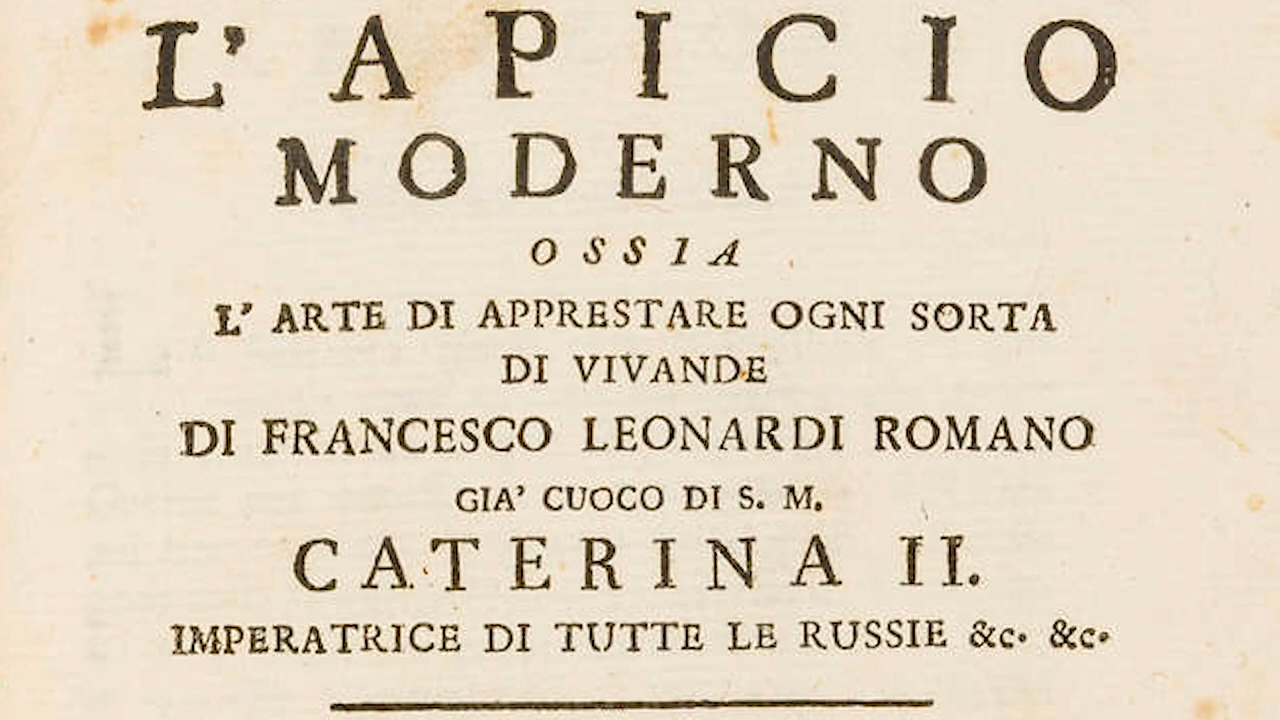 L' APICIO
MODERNO
OSSIA
L' ARTE DI APPRESTARE OGNI SORTA
DI VIVANDE
DI FRANCESCO LEONARDI ROMANO
GIA' CUOCO DI S. M.
CATERINA II.
IMPERATRICE DI TUTTE LE RUSSIE &c. &c.